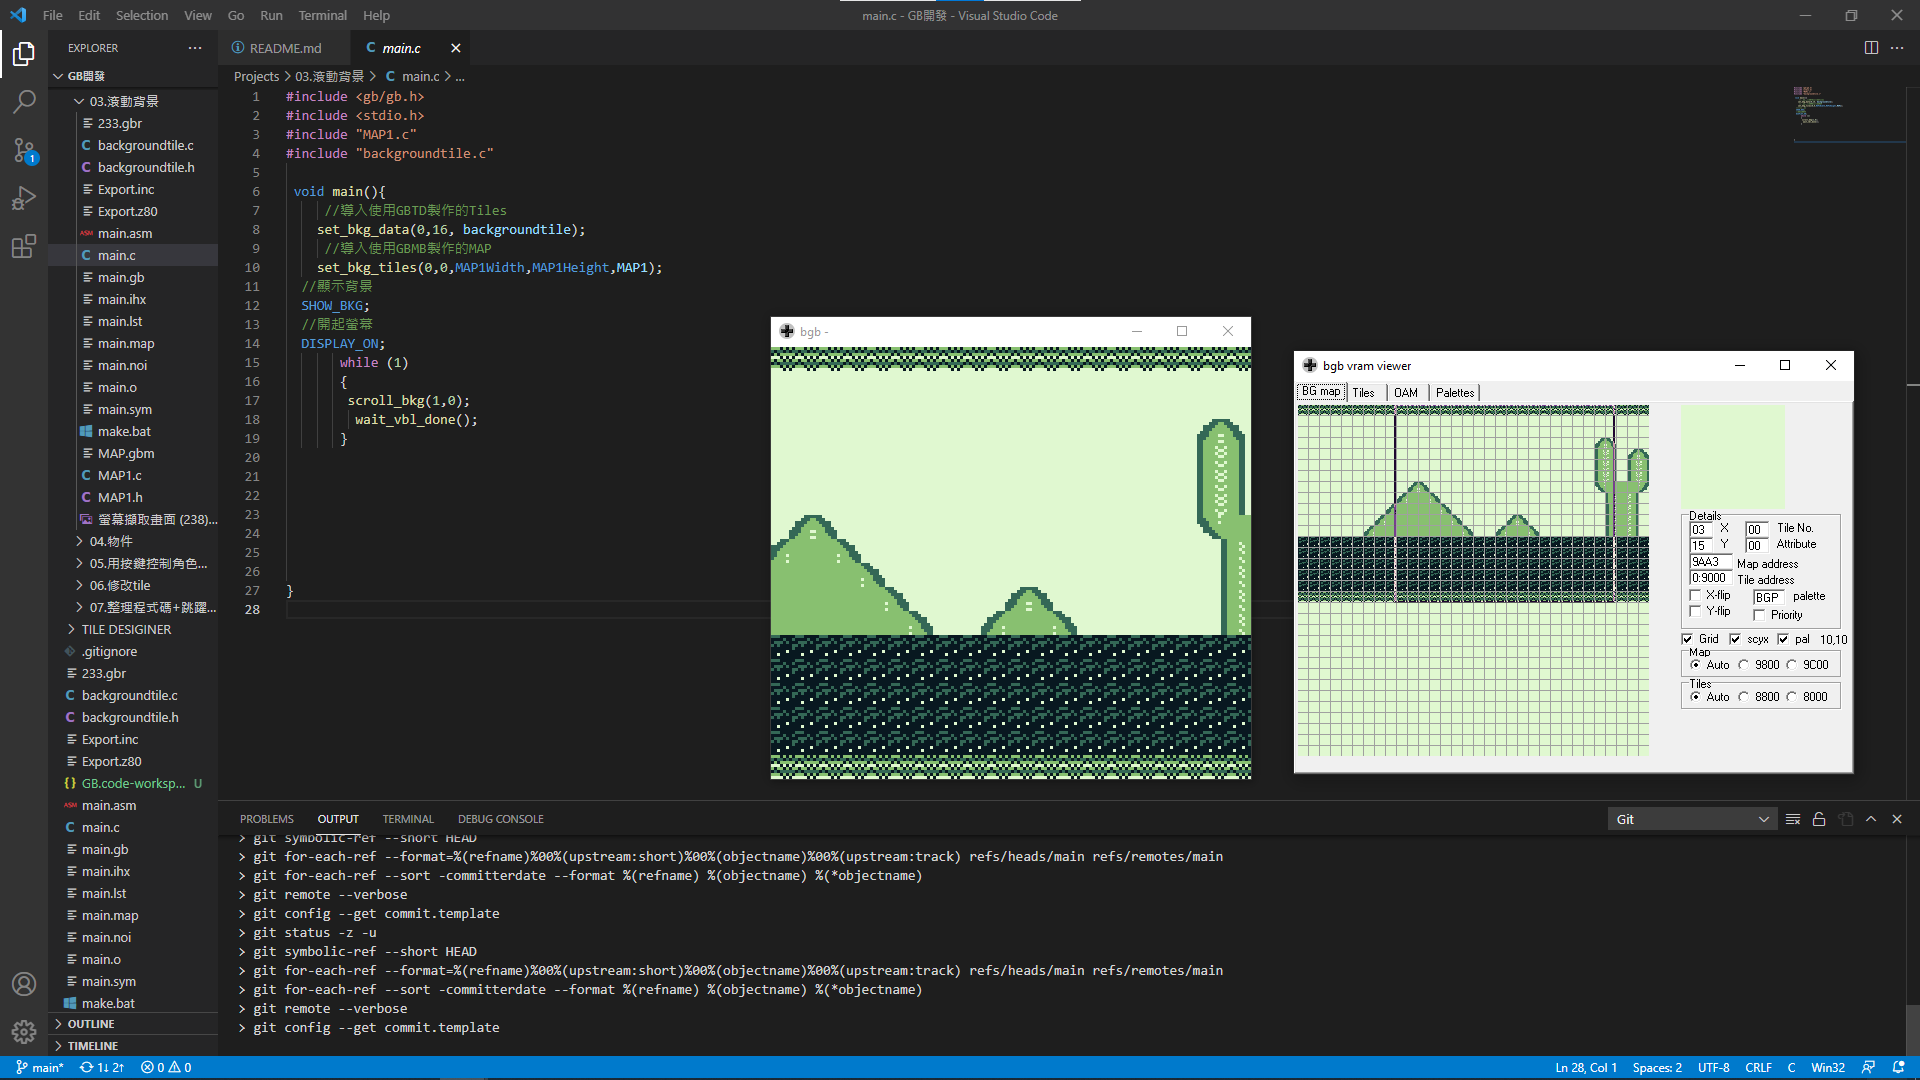 File Edit Selection View Go Run Terminal Help
main.c - GB開發 - Visual Studio Code
EXPLORER
GB開發
03.滾動背景
233.gbr
backgroundtile.c
backgroundtile.h
Export.inc
Export.z80
ASM main.asm
C main.c
main.gb
main.ihx
main.lst
main.map
main.noi
main.o
main.sym
make.bat
MAP.gbm
C MAP1.c
C MAP1.h
螢幕擷取畫面 (238)...
04.物件
05.用按鍵控制角色...
06.修改tile
07.整理程式碼+跳躍...
TILE DESIGINER
.gitignore
233.gbr
C backgroundtile.c
C backgroundtile.h
Export.inc
Export.z80
{} GB.code-worksp... U
ASM main.asm
C main.c
main.gb
main.ihx
main.lst
main.map
main.noi
main.o
main.sym
make.bat
OUTLINE
TIMELINE
README.md
C main.c
Projects > 03.滾動背景 > C main.c > ...
1 #include <gb/gb.h>
2 #include <stdio.h>
3 #include "MAP1.c"
4 #include "backgroundtile.c"
5
6 void main(){
7 //導入使用GBTD製作的Tiles
8 set_bkg_data(0,16, backgroundtile);
9 //導入使用GBMB製作的MAP
10 set_bkg_tiles(0,0,MAP1Width,MAP1Height,MAP1);
11 //顯示背景
12 SHOW_BKG;
13 //開起螢幕
14 DISPLAY_ON;
15 while (1)
16 {
17 scroll_bkg(1,0);
18 wait_vbl_done();
19 }
20
21
22
23
24
25
26
27 }
28
bgb -
bgb vram viewer
BG map Tiles OAM Palettes
Details
03 X 00 Tile No.
15 Y 00 Attribute
9AA3 Map address
0:9000 Tile address
X-flip BGP palette
Y-flip Priority
Grid scyx pal 10,10
Map
Auto 9800 9C00
Tiles
Auto 8800 8000
PROBLEMS OUTPUT TERMINAL DEBUG CONSOLE
Git
> git symbolic-ref --short HEAD
> git for-each-ref --format=%(refname)%00%(upstream:short)%00%(objectname)%00%(upstream:track) refs/heads/main refs/remotes/main
> git for-each-ref --sort -committerdate --format %(refname) %(objectname) %(*objectname)
> git remote --verbose
> git config --get commit.template
> git status -z -u
> git symbolic-ref --short HEAD
> git for-each-ref --format=%(refname)%00%(upstream:short)%00%(objectname)%00%(upstream:track) refs/heads/main refs/remotes/main
> git for-each-ref --sort -committerdate --format %(refname) %(objectname) %(*objectname)
> git remote --verbose
> git config --get commit.template
main* 1↓ 2↑ 0 0
Ln 28, Col 1 Spaces: 2 UTF-8 CRLF C Win32